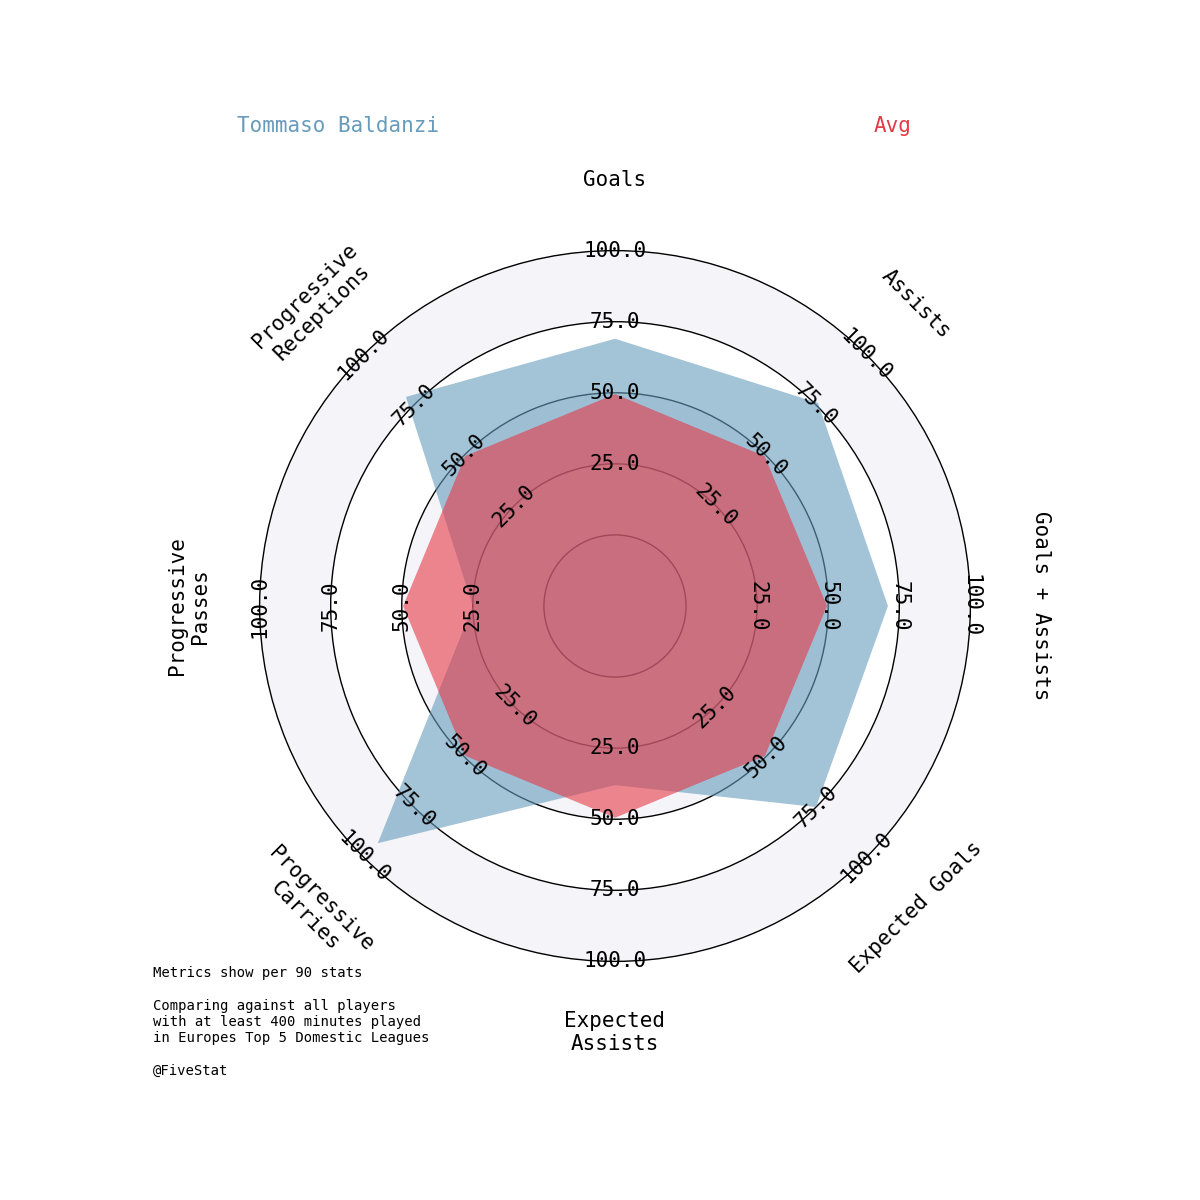 Tommaso Baldanzi
Avg
Goals
Assists
Goals + Assists
Expected Goals
Expected
Assists
Progressive
Carries
Progressive
Passes
Progressive
Receptions
25.0
50.0
75.0
100.0
25.0
50.0
75.0
100.0
25.0
50.0
75.0
100.0
25.0
50.0
75.0
100.0
25.0
50.0
75.0
100.0
25.0
50.0
75.0
100.0
25.0
50.0
75.0
100.0
25.0
50.0
75.0
100.0
Metrics show per 90 stats
Comparing against all players
with at least 400 minutes played
in Europes Top 5 Domestic Leagues
@FiveStat